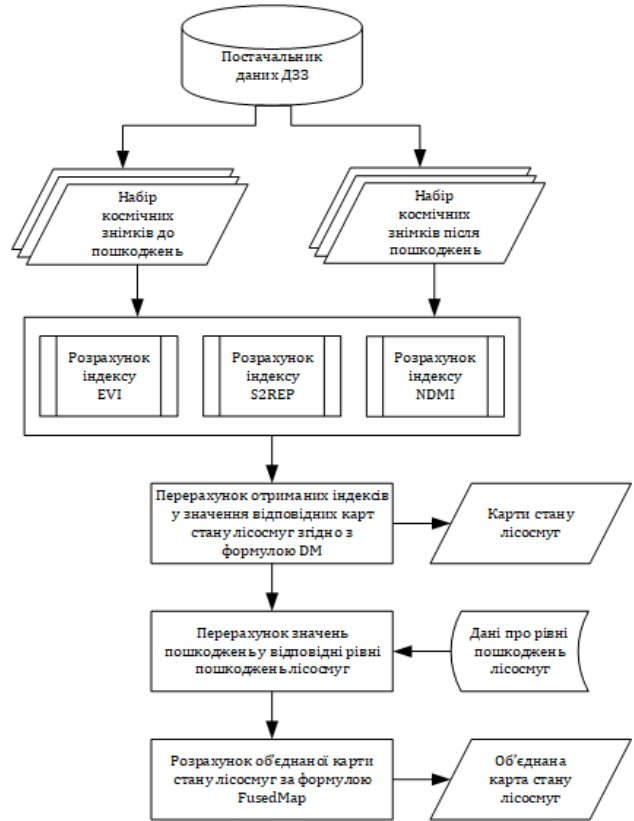 Постачальник
даних ДЗЗ
Набір
космічних
знімків до
пошкоджень
Набір
космічних
знімків після
пошкоджень
Розрахунок
індексу
EVI
Розрахунок
індексу
S2REP
Розрахунок
індексу
NDMI
Перерахунок отриманих індексів
у значення відповідних карт
стану лісосмуг згідно з
формулою DM
Карти стану
лісосмуг
Перерахунок значень
пошкоджень у відповідні рівні
пошкоджень лісосмуг
Дані про рівні
пошкоджень
лісосмуг
Розрахунок об'єднаної карти
стану лісосмуг за формулою
FusedMap
Об'єднана
карта стану
лісосмуг